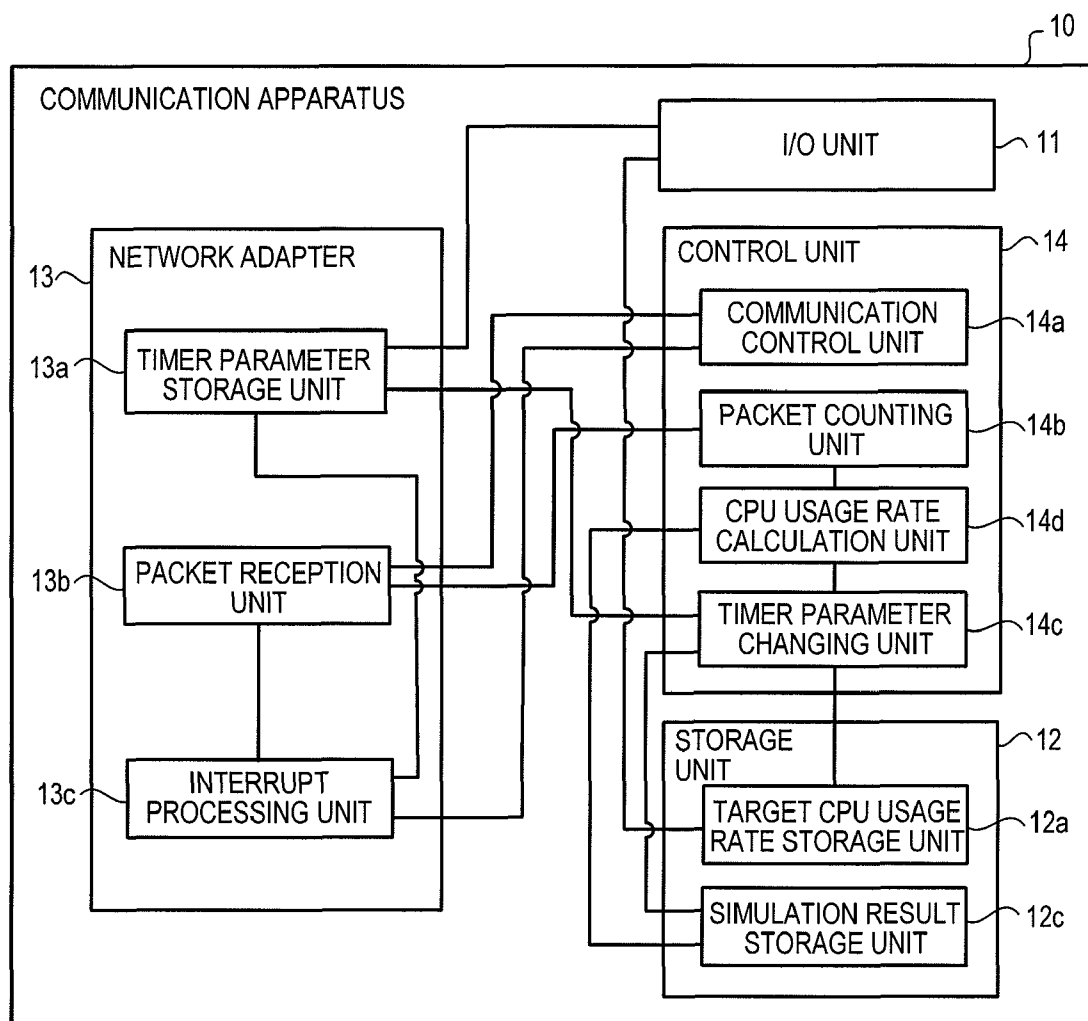 10
COMMUNICATION APPARATUS
I/O UNIT
11
13
NETWORK ADAPTER
13a
TIMER PARAMETER
STORAGE UNIT
13b
PACKET RECEPTION
UNIT
13c
INTERRUPT
PROCESSING UNIT
CONTROL UNIT
14
COMMUNICATION
CONTROL UNIT
14a
PACKET COUNTING
UNIT
14b
CPU USAGE RATE
CALCULATION UNIT
14d
TIMER PARAMETER
CHANGING UNIT
14c
STORAGE
UNIT
12
TARGET CPU USAGE
RATE STORAGE UNIT
12a
SIMULATION RESULT
STORAGE UNIT
12c